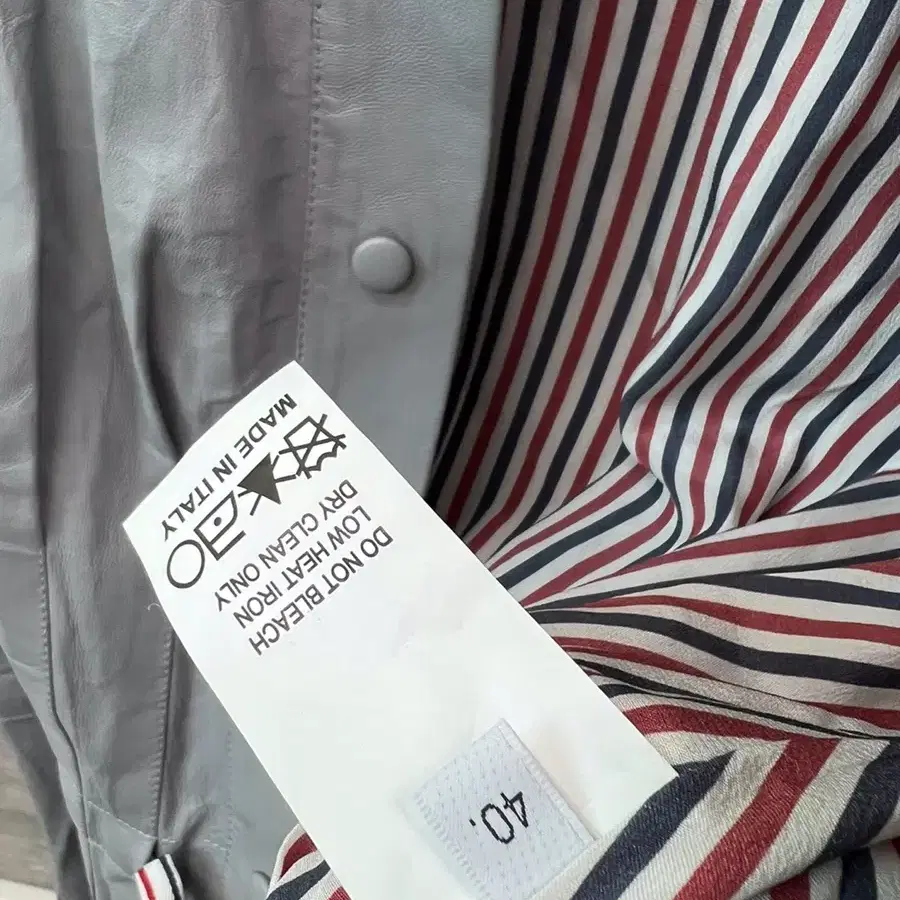 DO NOT BLEACH
LOW HEAT IRON
DRY CLEAN ONLY
MADE IN ITALY
40.